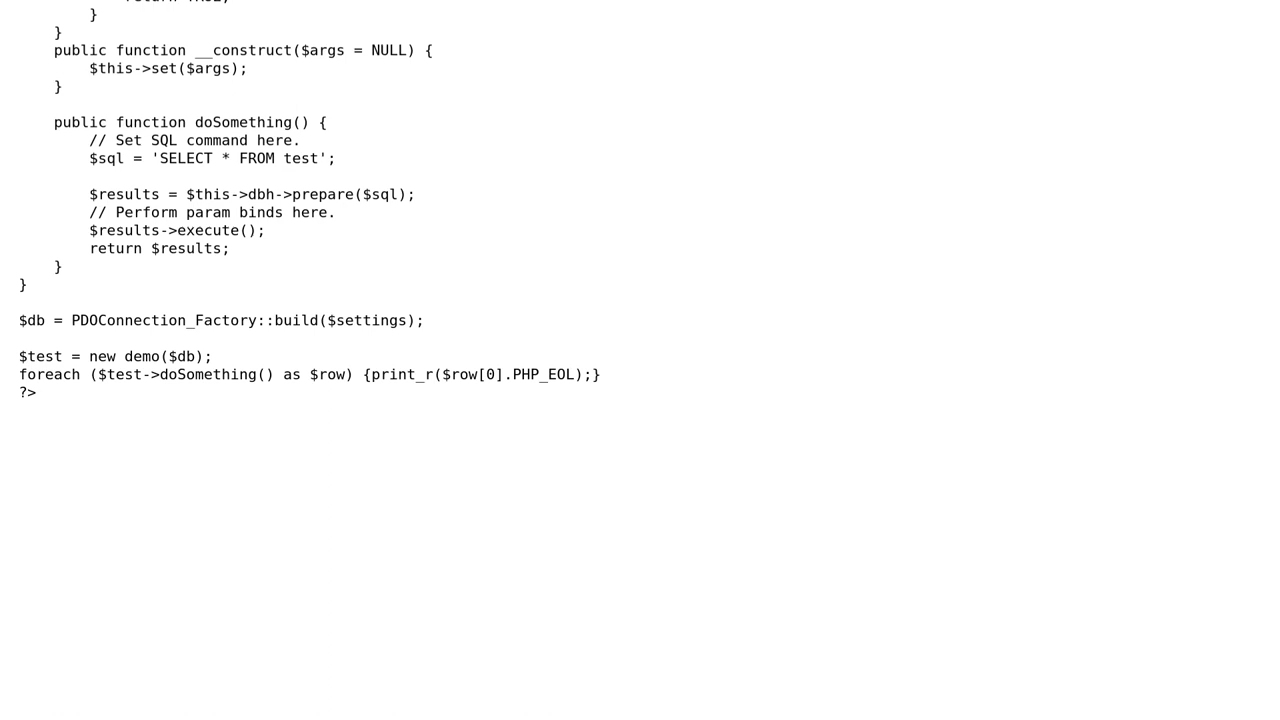 }
    }
    public function __construct($args = NULL) {
        $this->set($args);
    }

    public function doSomething() {
        // Set SQL command here.
        $sql = 'SELECT * FROM test';

        $results = $this->dbh->prepare($sql);
        // Perform param binds here.
        $results->execute();
        return $results;
    }
}

$db = PDOConnection_Factory::build($settings);

$test = new demo($db);
foreach ($test->doSomething() as $row) {print_r($row[0].PHP_EOL);}
?>